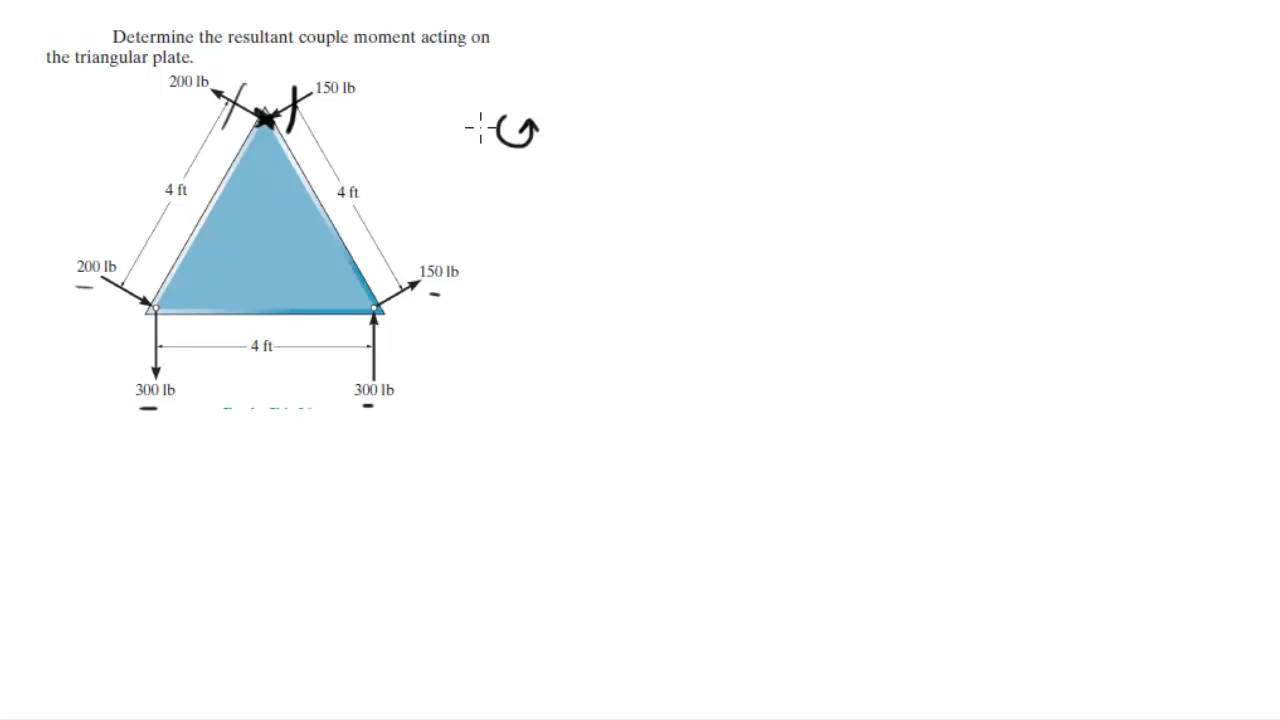 Determine the resultant couple moment acting on
the triangular plate.
200 lb
150 lb
4 ft
4 ft
200 lb
150 lb
4 ft
300 lb
300 lb